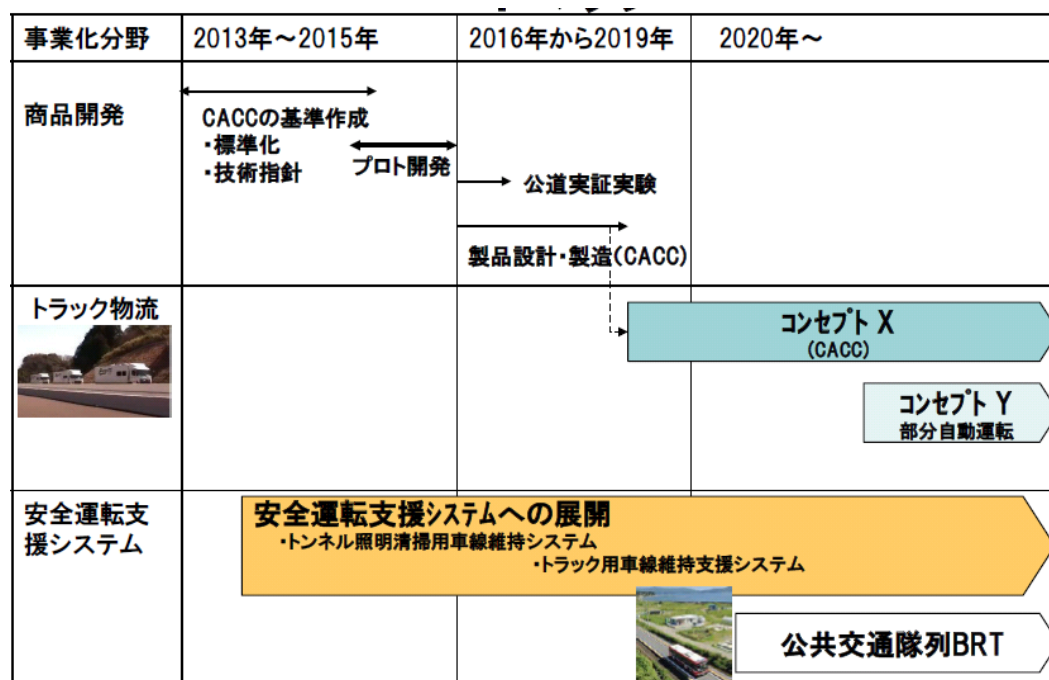 事業化分野
2013年～2015年
2016年から2019年
2020年～
商品開発
CACCの基準作成
・標準化
・技術指針
プロト開発
公道実証実験
製品設計・製造(CACC)
トラック物流
コンセプト X
(CACC)
コンセプト Y
部分自動運転
安全運転支
援システム
安全運転支援システムへの展開
・トンネル照明清掃用車線維持システム
・トラック用車線維持支援システム
公共交通隊列BRT